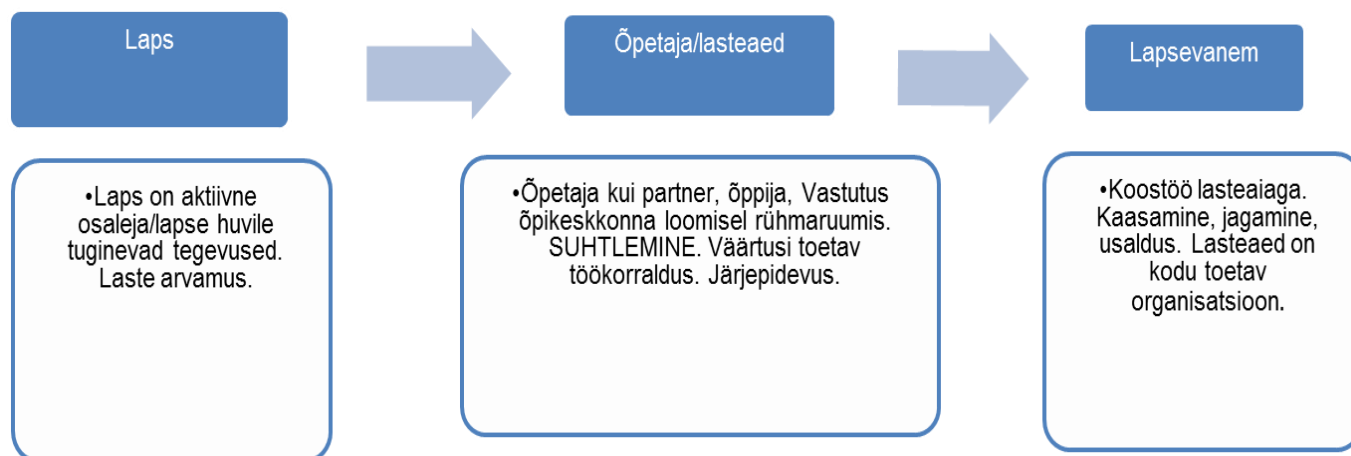 Laps
Õpetaja/lasteaed
Lapsevanem
•Laps on aktiivne
osaleja/lapse huvile
tuginevad tegevused.
Laste arvamus.
•Õpetaja kui partner, õppija, Vastutus
õpikeskkonna loomisel rühmaruumis.
SUHTLEMINE. Väärtusi toetav
töökorraldus. Järjepidevus.
•Koostöö lasteaiaga.
Kaasamine, jagamine,
usaldus. Lasteaed on
kodu toetav
organisatsioon.